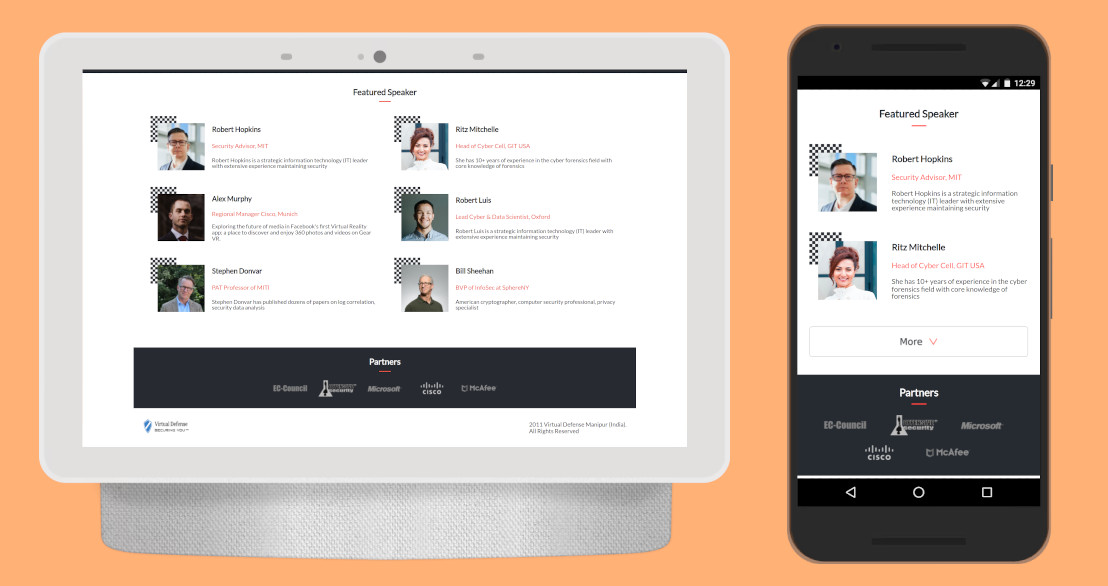 Featured Speaker
Robert Hopkins
Security Advisor, MIT
Robert Hopkins is a strategic information technology (IT) leader
with extensive experience maintaining security
Ritz Mitchelle
Head of Cyber Cell, GIT USA
She has 10+ years of experience in the cyber forensics field with
core knowledge of forensics
Alex Murphy
Regional Manager Cisco, Munich
Exploring the future of media in Facebook's first Virtual Reality
app: a place to discover and enjoy 360 photos and videos on Gear
VR.
Robert Luis
Lead Cyber & Data Scientist, Oxford
Robert Luis is a strategic information technology (IT) leader with
extensive experience maintaining security
Stephen Donvar
PAT Professor of MITi
Stephen Donvar has published dozens of papers on log correlation,
security data analysis
Bill Sheehan
BVP of InfoSec at SphereNY
American cryptographer, computer security professional, privacy
specialist
Partners
EC-Council
security
Microsoft
CISCO
McAfee
Virtual Defense
SECURING YOU™
2011 Virtual Defense Manipur (India).
All Rights Reserved
12:29
Featured Speaker
Robert Hopkins
Security Advisor, MIT
Robert Hopkins is a strategic information
technology (IT) leader with extensive
experience maintaining security
Ritz Mitchelle
Head of Cyber Cell, GIT USA
She has 10+ years of experience in the cyber
forensics field with core knowledge of
forensics
More
Partners
EC-Council
security
Microsoft
CISCO
McAfee